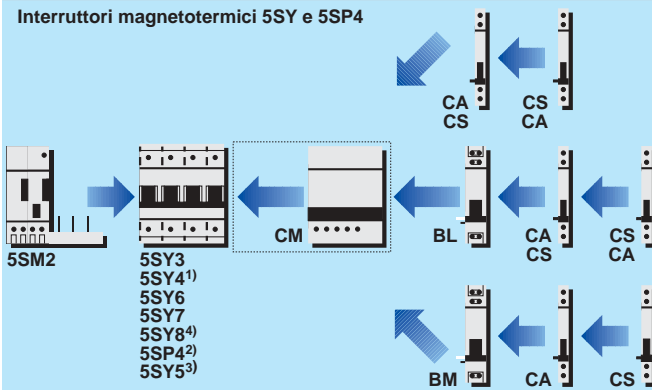 Interruttori magnetotermici 5SY e 5SP4
CA CS
CS CA
5SM2
5SY3
5SY4¹⁾
5SY6
5SY7
5SY8⁴⁾
5SP4²⁾
5SY5³⁾
CM
BL
CA CS
CS CA
BM
CA
CS